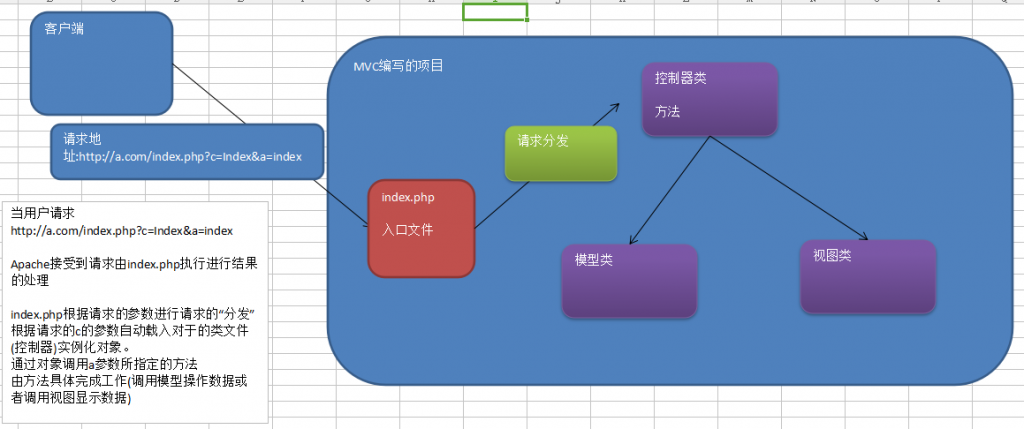 客户端
MVC编写的项目
控制器类
方法
请求地
址:http://a.com/index.php?c=Index&a=index
请求分发
index.php
入口文件
模型类
视图类
当用户请求
http://a.com/index.php?c=Index&a=index
Apache接受到请求由index.php执行进行结果
的处理
index.php根据请求的参数进行请求的“分发”
根据请求的c的参数自动载入对于的类文件
(控制器)实例化对象。
通过对象调用a参数所指定的方法
由方法具体完成工作(调用模型操作数据或
者调用视图显示数据)